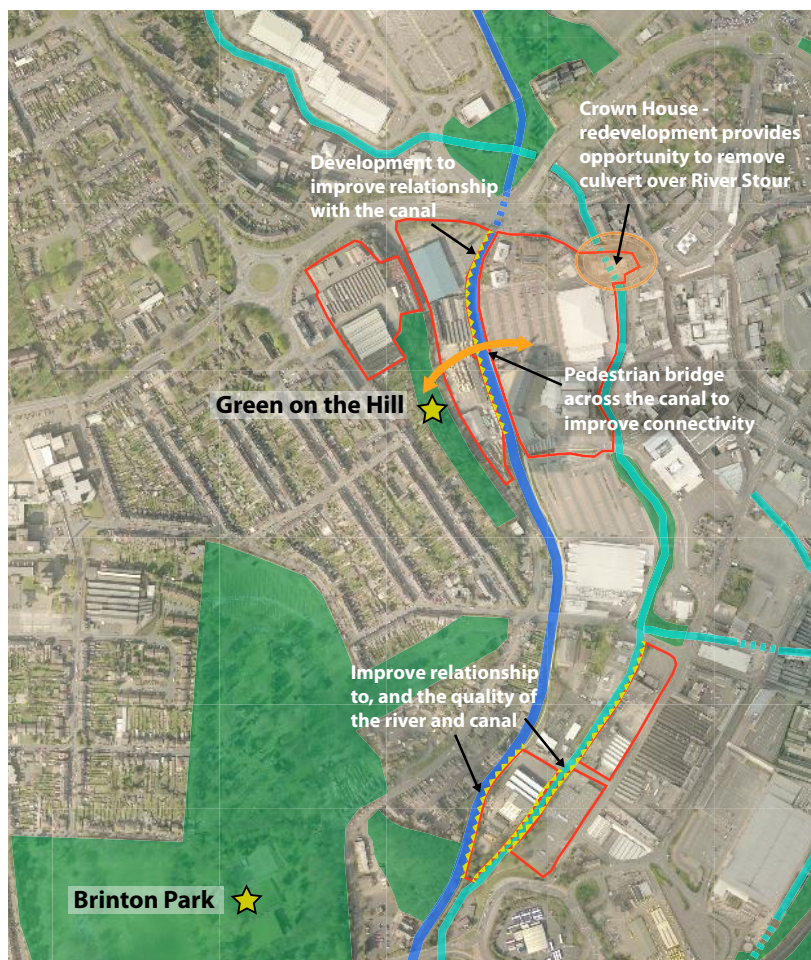 Crown House -
redevelopment provides
opportunity to remove
culvert over River Stour
Development to
improve relationship
with the canal
Pedestrian bridge
across the canal to
improve connectivity
Green on the Hill
Improve relationship
to, and the quality of
the river and canal
Brinton Park